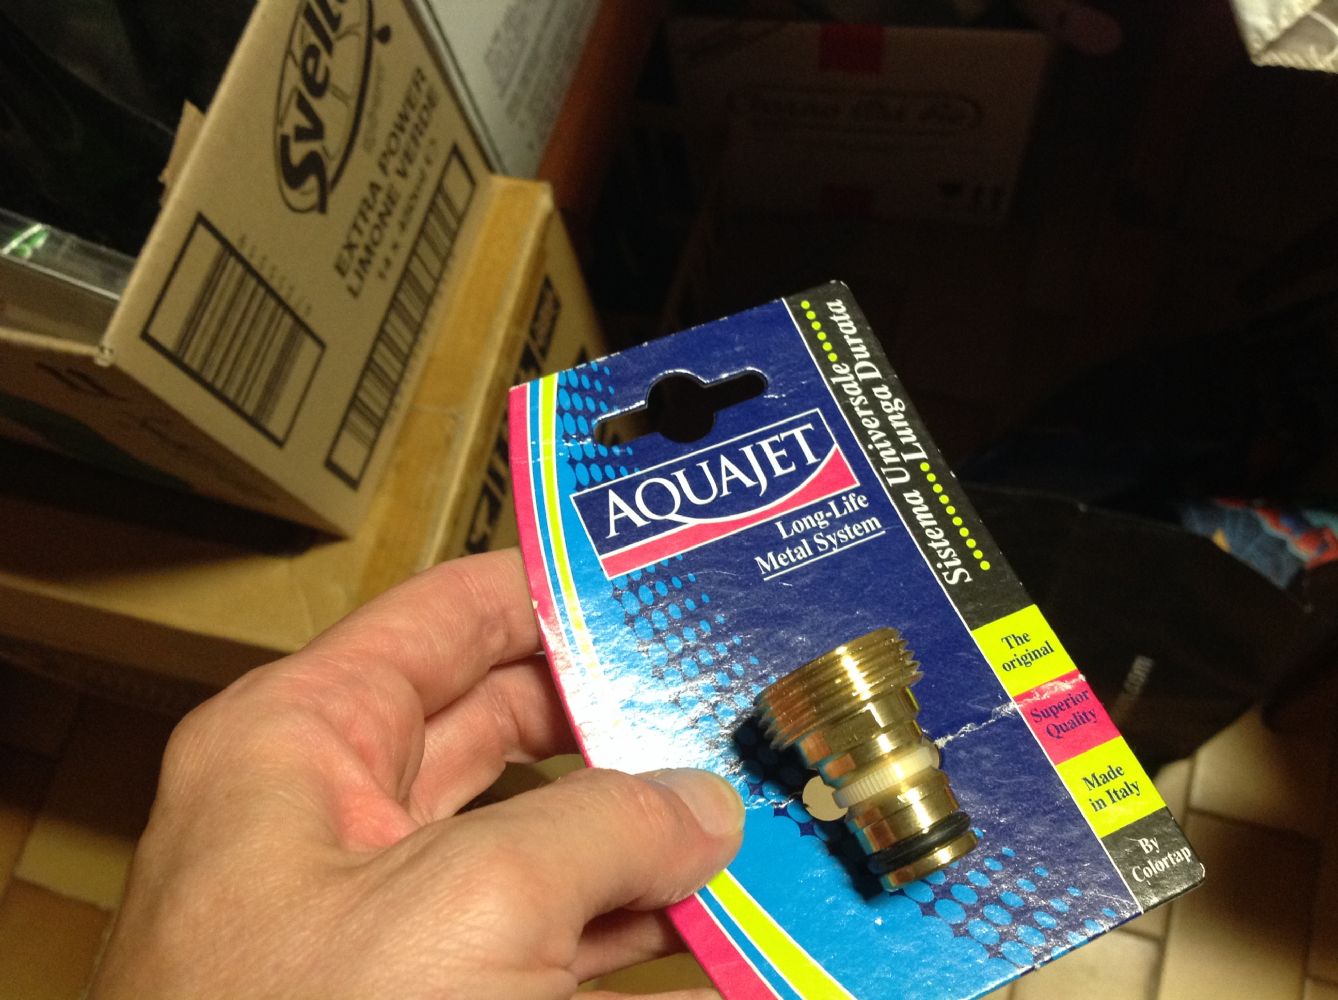 Svelto
EXTRA POWER
LIMONE VERDE
AQUAJET
Long-Life
Metal System
Sistema Universale
Lunga Durata
The
original
Superior
Quality
Made
in Italy
By
Colortap
.com